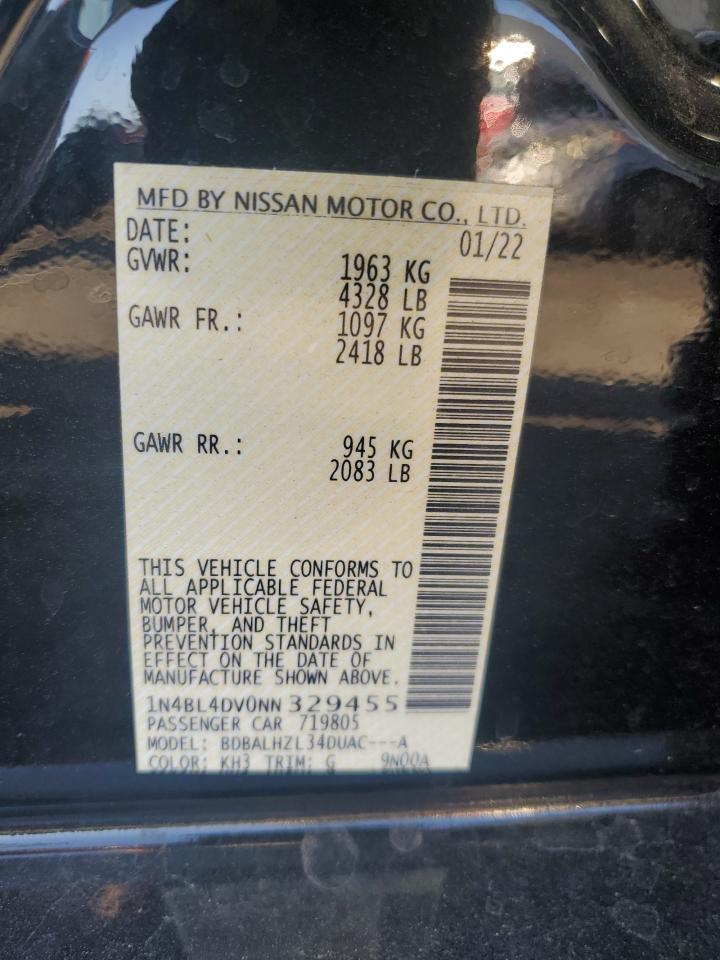 MFD BY NISSAN MOTOR CO., LTD.
DATE: 01/22
GVWR: 1963 KG
4328 LB
GAWR FR.: 1097 KG
2418 LB
GAWR RR.: 945 KG
2083 LB
THIS VEHICLE CONFORMS TO
ALL APPLICABLE FEDERAL
MOTOR VEHICLE SAFETY,
BUMPER, AND THEFT
PREVENTION STANDARDS IN
EFFECT ON THE DATE OF
MANUFACTURE SHOWN ABOVE.
1N4BL4DV0NN 329455
PASSENGER CAR 719805
MODEL: BDBALHZL34DUAC---A
COLOR: KH3 TRIM: G 9N00A